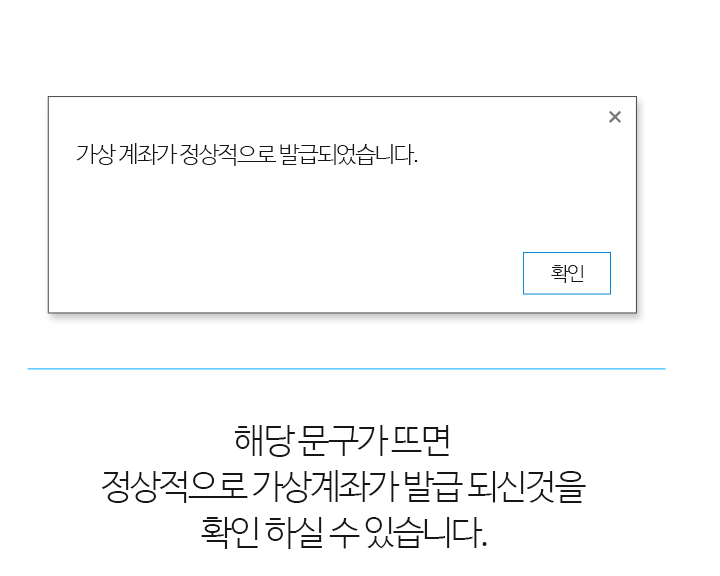 가상 계좌가 정상적으로 발급되었습니다.
확인
해당 문구가 뜨면
정상적으로 가상계좌가 발급 되신것을
확인 하실 수 있습니다.